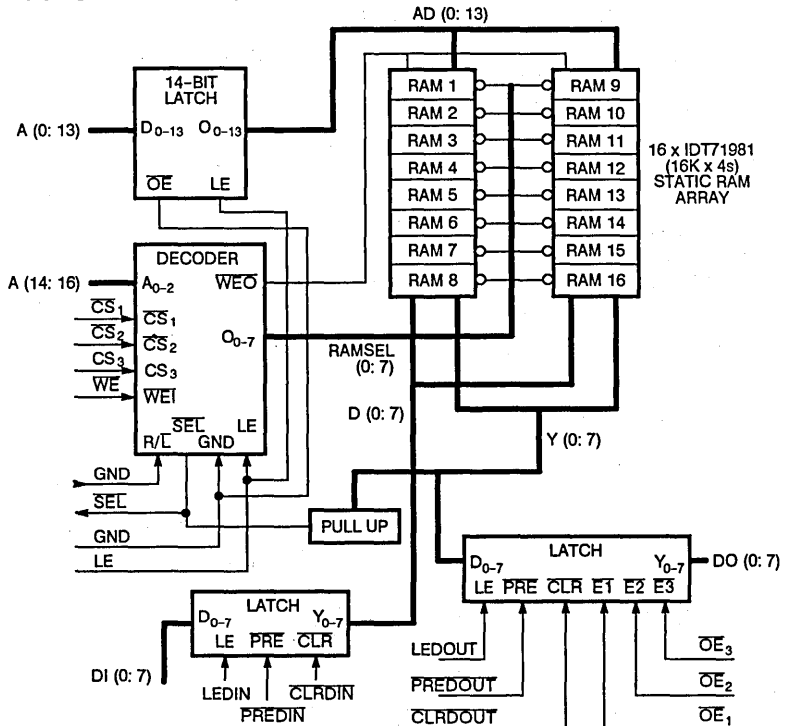 AD (0: 13)
14-BIT
LATCH
A (0: 13)
D0-13 O0-13
OE LE
RAM 1
RAM 2
RAM 3
RAM 4
RAM 5
RAM 6
RAM 7
RAM 8
RAM 9
RAM 10
RAM 11
RAM 12
RAM 13
RAM 14
RAM 15
RAM 16
16 x IDT71981
(16K x 4s)
STATIC RAM
ARRAY
DECODER
A (14: 16)
A0-2 WEO
CS1 CS1
CS2 CS2
CS3 CS3
WE WEI
O0-7
SEL LE
R/L GND
RAMSEL
(0: 7)
D (0: 7)
Y (0: 7)
GND
SEL
GND
LE
PULL UP
LATCH
D0-7 Y0-7
LE PRE CLR E1 E2 E3
DO (0: 7)
LATCH
D0-7 Y0-7
LE PRE CLR
DI (0: 7)
LEDIN
PREDIN
CLRDIN
LEDOUT
PREDOUT
CLRDOUT
OE3
OE2
OE1